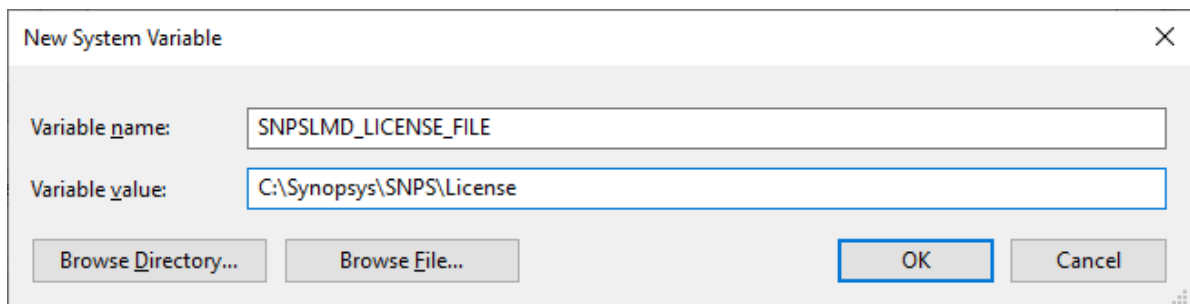 New System Variable
Variable name: SNPSLMD_LICENSE_FILE
Variable value: C:\Synopsys\SNPS\License
Browse Directory... Browse File... OK Cancel